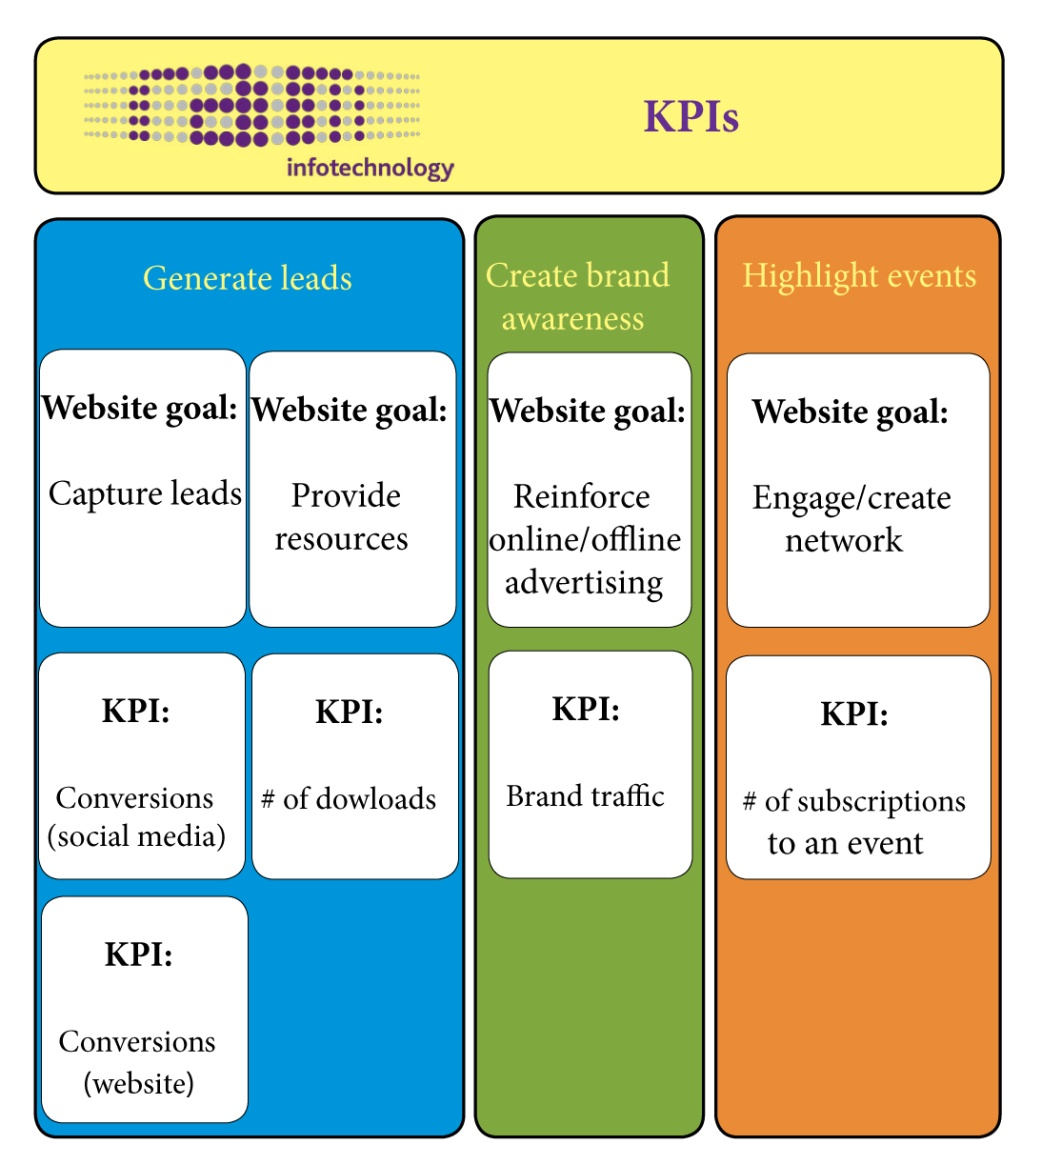 KPIs
infotechnology
Generate leads
Create brand
awareness
Highlight events
Website goal:
Capture leads
Website goal:
Provide
resources
Website goal:
Reinforce
online/offline
advertising
Website goal:
Engage/create
network
KPI:
Conversions
(social media)
KPI:
# of dowloads
KPI:
Brand traffic
KPI:
# of subscriptions
to an event
KPI:
Conversions
(website)